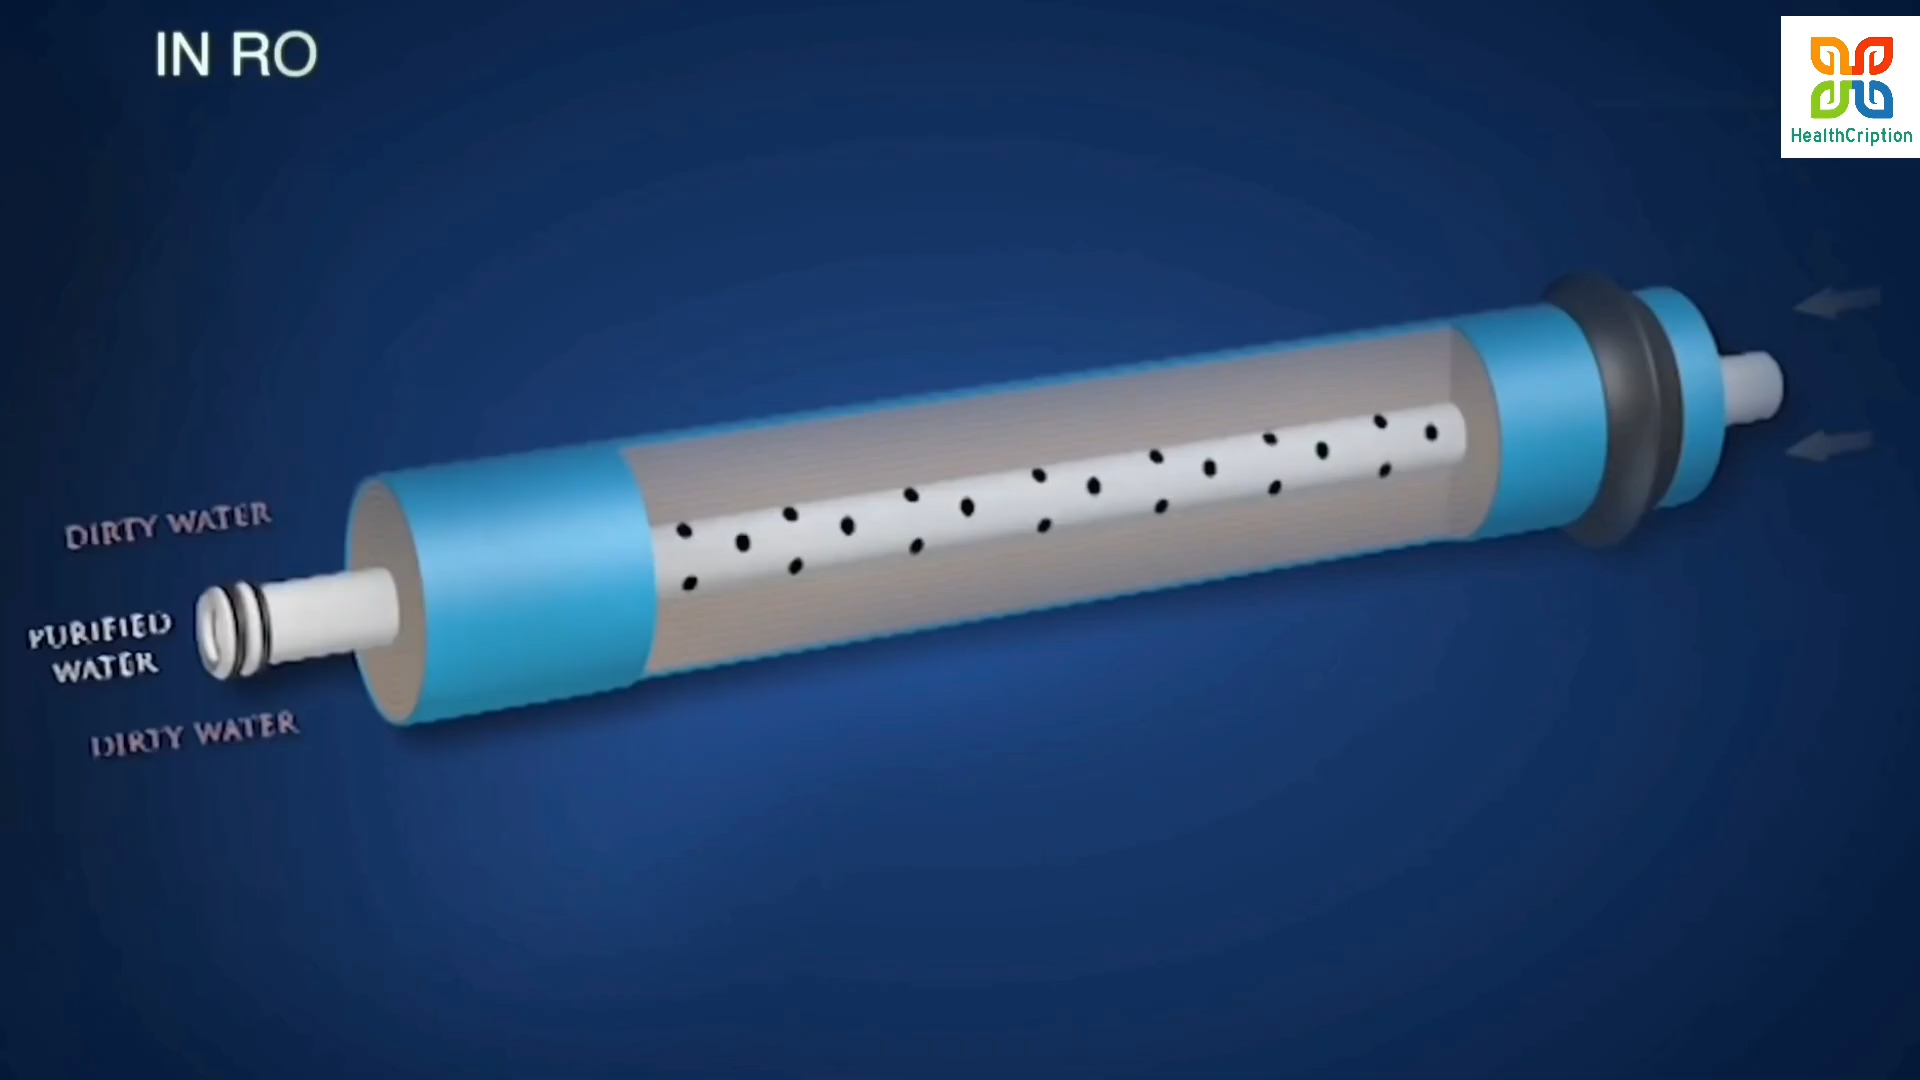 IN RO
HealthCription
DIRTY WATER
PURIFIED
WATER
DIRTY WATER